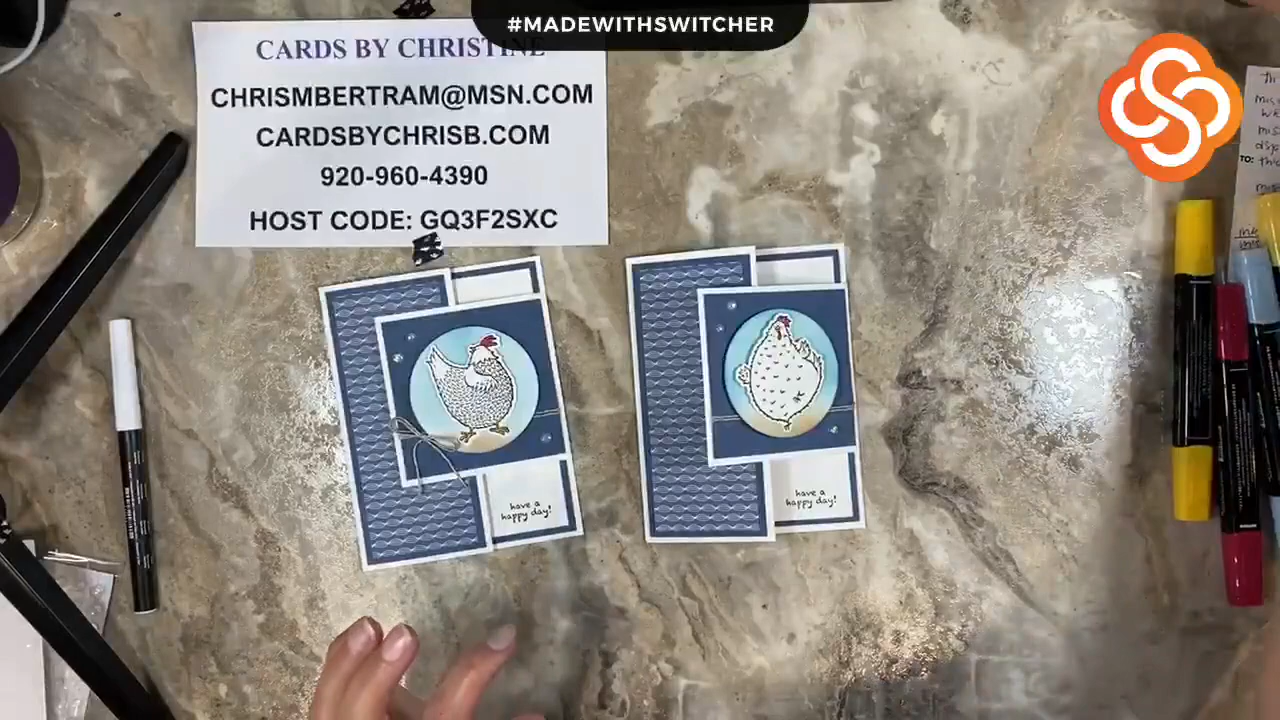 #MADEWITHSWITCHER
CARDS BY CHRISTINE
CHRISMBERTRAM@MSN.COM
CARDSBYCHRISB.COM
920-960-4390
HOST CODE: GQ3F2SXC
TO:
have a
happy day!
have a
happy day!